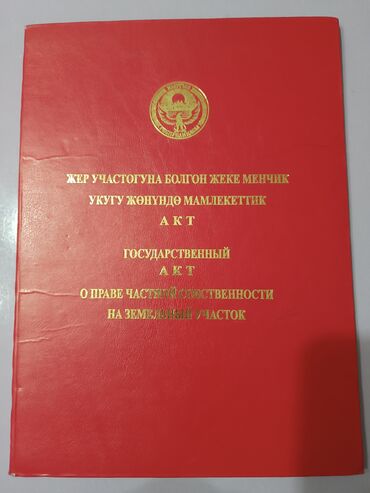 ЖЕР УЧАСТОГУНА БОЛГОН ЖЕКЕ МЕНЧИК
УКУГУ ЖӨНҮНДӨ МАМЛЕКЕТТИК
АКТ
ГОСУДАРСТВЕННЫЙ
АКТ
О ПРАВЕ ЧАСТНОЙ СОБСТВЕННОСТИ
НА ЗЕМЕЛЬНЫЙ УЧАСТОК